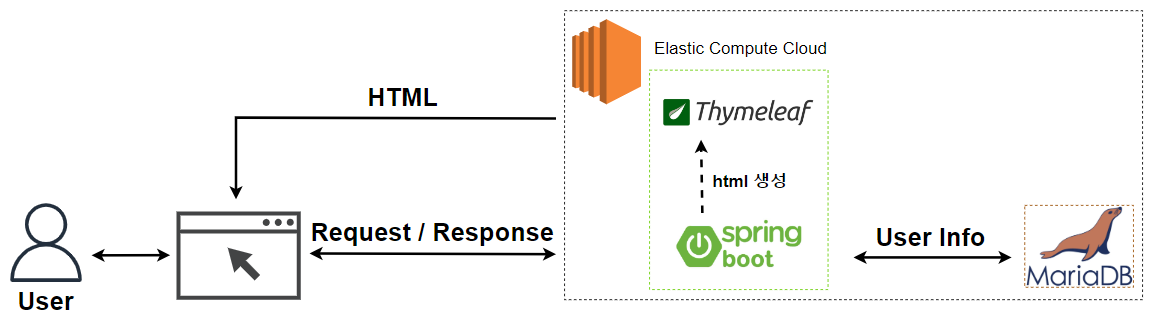 Elastic Compute Cloud
HTML
Thymeleaf
html 생성
Request / Response
spring
boot
User Info
MariaDB
User